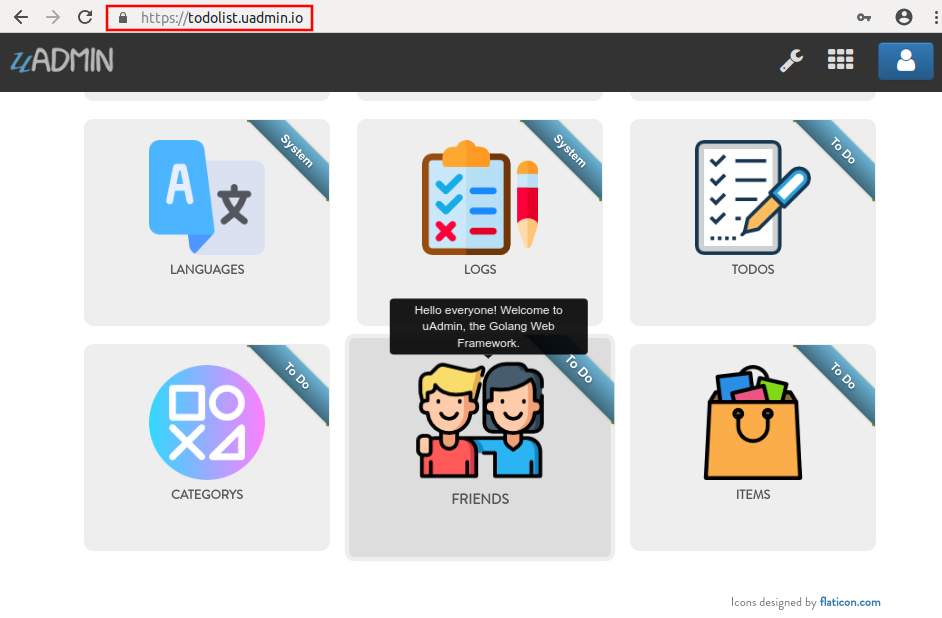 https://todolist.uadmin.io
uADMIN
System
System
To Do
A 文
LANGUAGES
LOGS
TODOS
Hello everyone! Welcome to
uAdmin, the Golang Web
Framework.
To Do
To Do
To Do
CATEGORYS
FRIENDS
ITEMS
Icons designed by flaticon.com